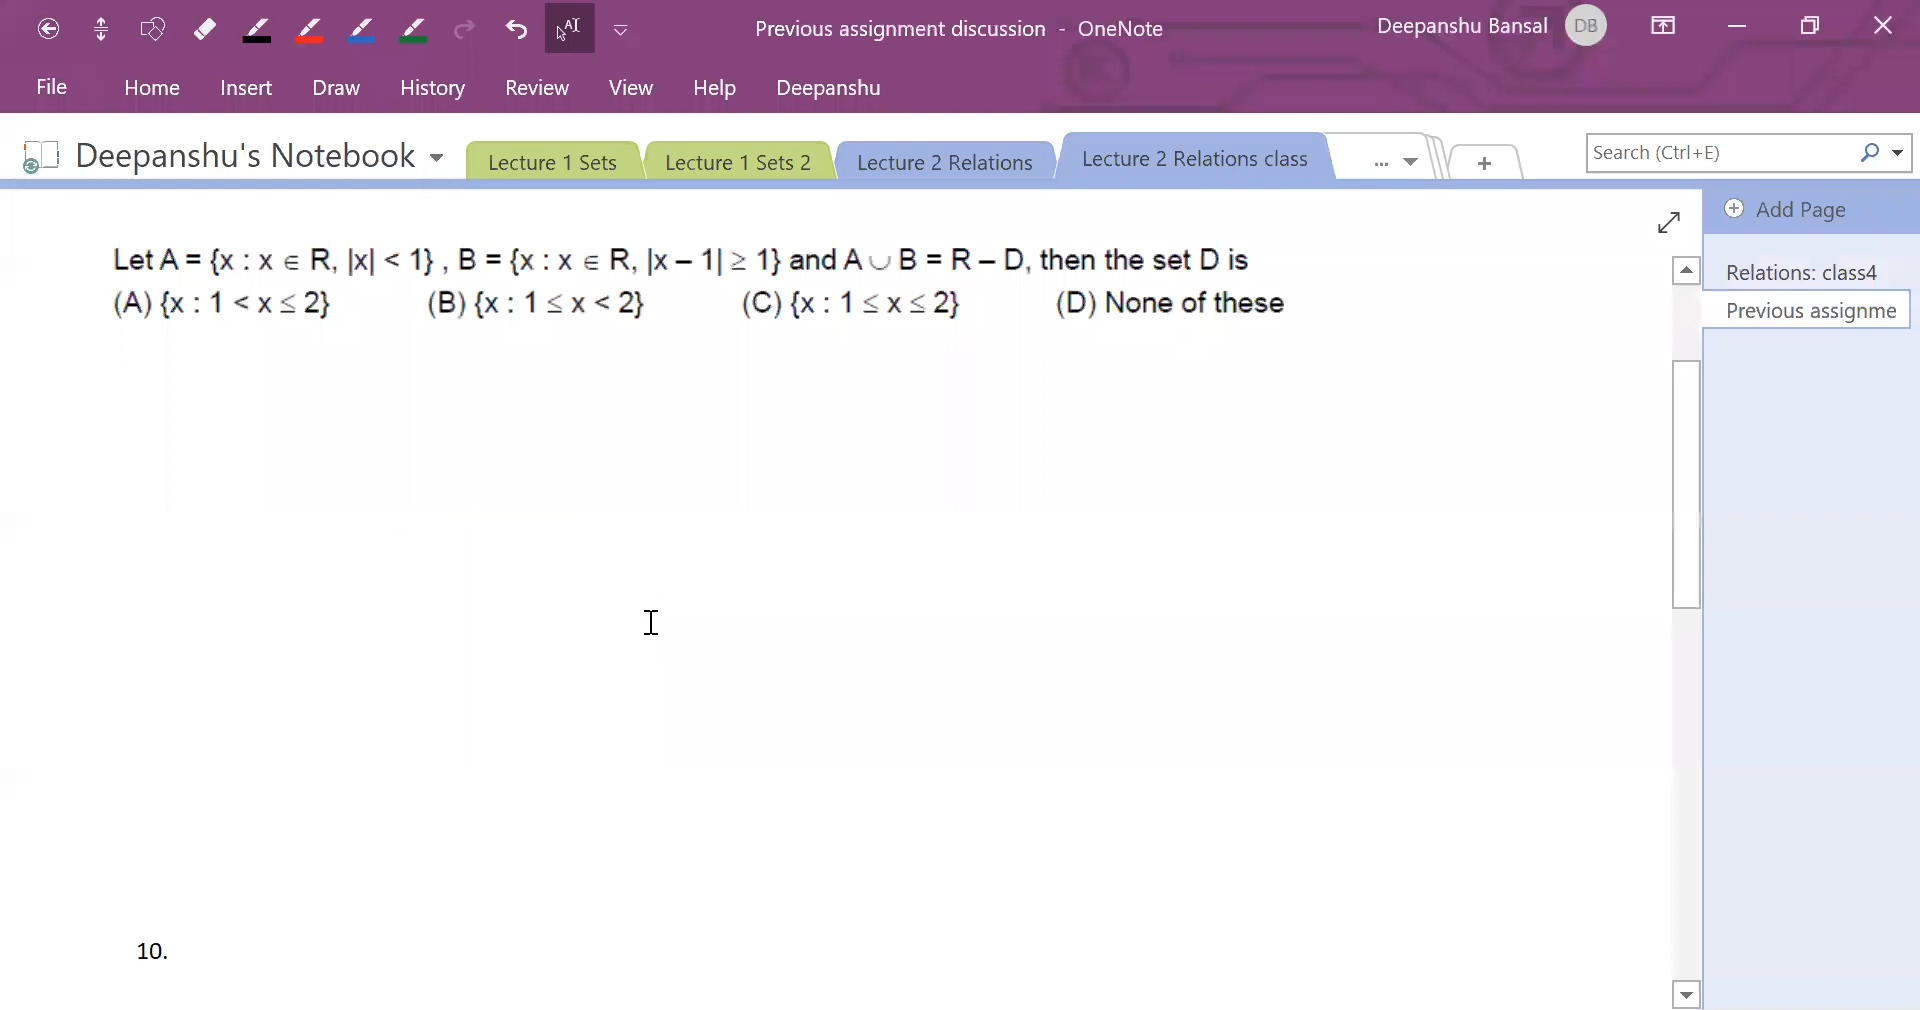 Previous assignment discussion - OneNote
Deepanshu Bansal DB
File Home Insert Draw History Review View Help Deepanshu
Deepanshu's Notebook
Lecture 1 Sets
Lecture 1 Sets 2
Lecture 2 Relations
Lecture 2 Relations class
...
Search (Ctrl+E)
Add Page
Relations: class4
Previous assignme
Let A = {x : x ∈ R, |x| < 1} , B = {x : x ∈ R, |x – 1| ≥ 1} and A ∪ B = R – D, then the set D is
(A) {x : 1 < x ≤ 2} (B) {x : 1 ≤ x < 2} (C) {x : 1 ≤ x ≤ 2} (D) None of these
10.